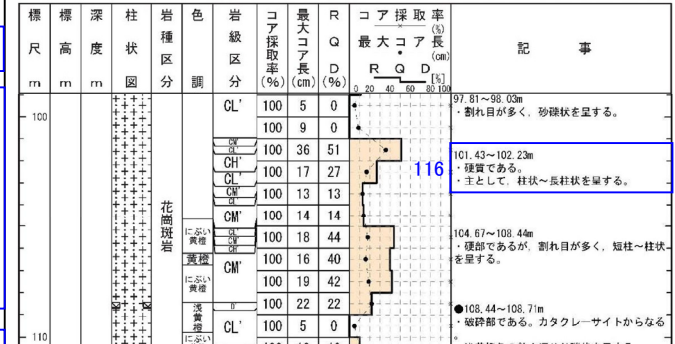 標尺 m
標高 m
深度 m
柱状図
岩種区分
色調
岩級区分
コア採取率(%)
最大コア長(cm)
RQD(%)
コア採取率(%)
最大コア長(cm)
RQD[%]
0 20 40 60 80 100
記事
100
110
花崗斑岩
にぶい黄橙
黄橙
にぶい黄橙
浅黄橙
にぶい
CL'
CM'
CL'
CH'
CL'
CM'
CL'
CM'
CL'
CM'
CH'
CM'
D'
CL'
100 5 0
100 9 0
100 36 51
100 17 27
100 13 13
100 14 14
100 18 44
100 16 40
100 19 42
100 22 22
100 5 0
97.81～98.03m
・割れ目が多く、砂礫状を呈する。
116
101.43～102.23m
・硬質である。
・主として、柱状～長柱状を呈する。
104.67～108.44m
・硬部であるが、割れ目が多く、短柱～柱状
を呈する。
●108.44～108.71m
・破砕部である。カタクレーサイトからなる
。